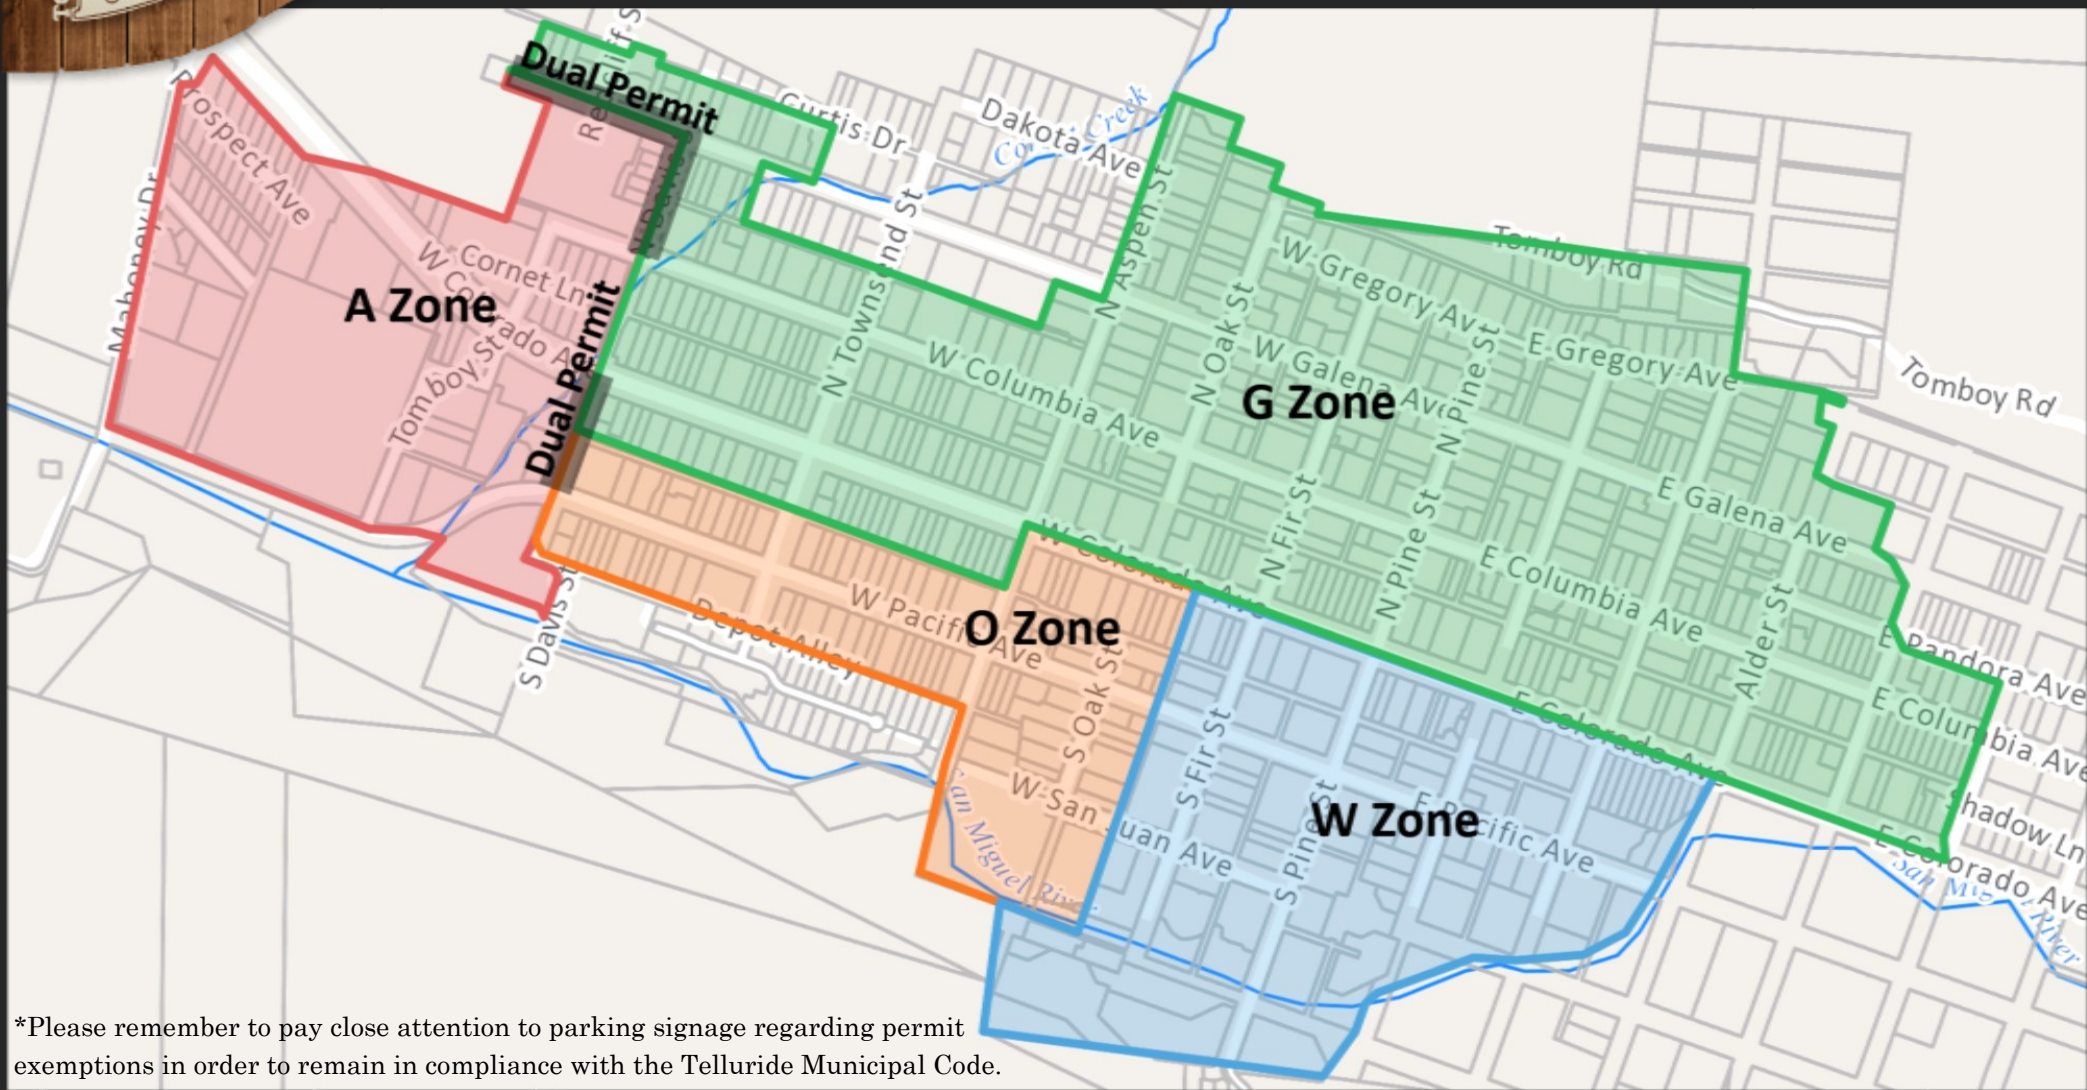 Dual Permit
Curtis Dr
Dakota Ave
Creek
Prospect Ave
Mahoney Dr
N Aspen St
Tomboy Rd
W Gregory Ave
Cornet Ln
A Zone
N Townsend St
N Oak St
W Galena Ave
E Gregory Ave
Tomboy Rd
Tomboy St
Dual Permit
W Columbia Ave
G Zone
N Pine St
E Galena Ave
N Fir St
N Pine St
E Columbia Ave
Alder St
W Colorado Ave
E Pandora Ave
S Davis St
Depot Alley
W Pacific Ave
O Zone
S Oak St
E Colorado Ave
E Columbia Ave
S Fir St
W San Juan Ave
San Miguel River
S Pine St
W Zone
E Pacific Ave
Shadow Ln
E Colorado Ave
River
*Please remember to pay close attention to parking signage regarding permit
exemptions in order to remain in compliance with the Telluride Municipal Code.